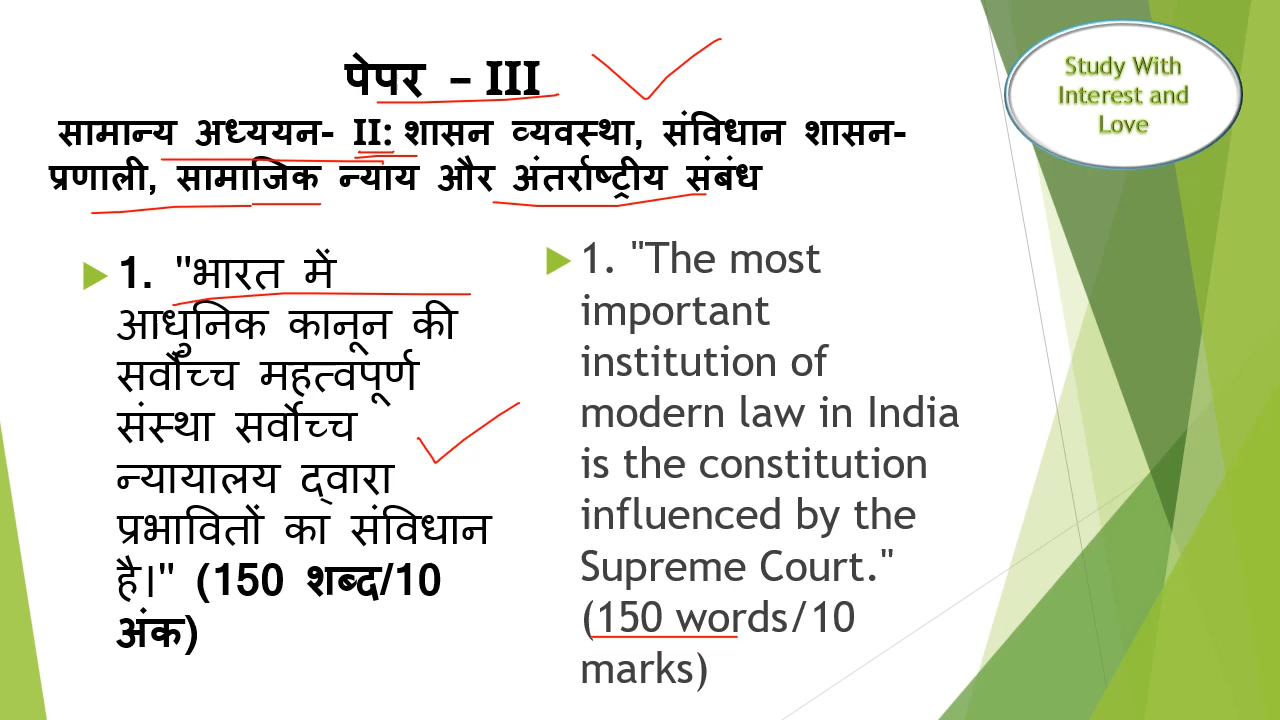 पेपर – III
सामान्य अध्ययन- II: शासन व्यवस्था, संविधान शासन-
प्रणाली, सामाजिक न्याय और अंतर्राष्ट्रीय संबंध
Study With
Interest and
Love
1. "भारत में
आधुनिक कानून की
सर्वोच्च महत्वपूर्ण
संस्था सर्वोच्च
न्यायालय द्वारा
प्रभावितों का संविधान
है।" (150 शब्द/10
अंक)
1. "The most
important
institution of
modern law in India
is the constitution
influenced by the
Supreme Court."
(150 words/10
marks)